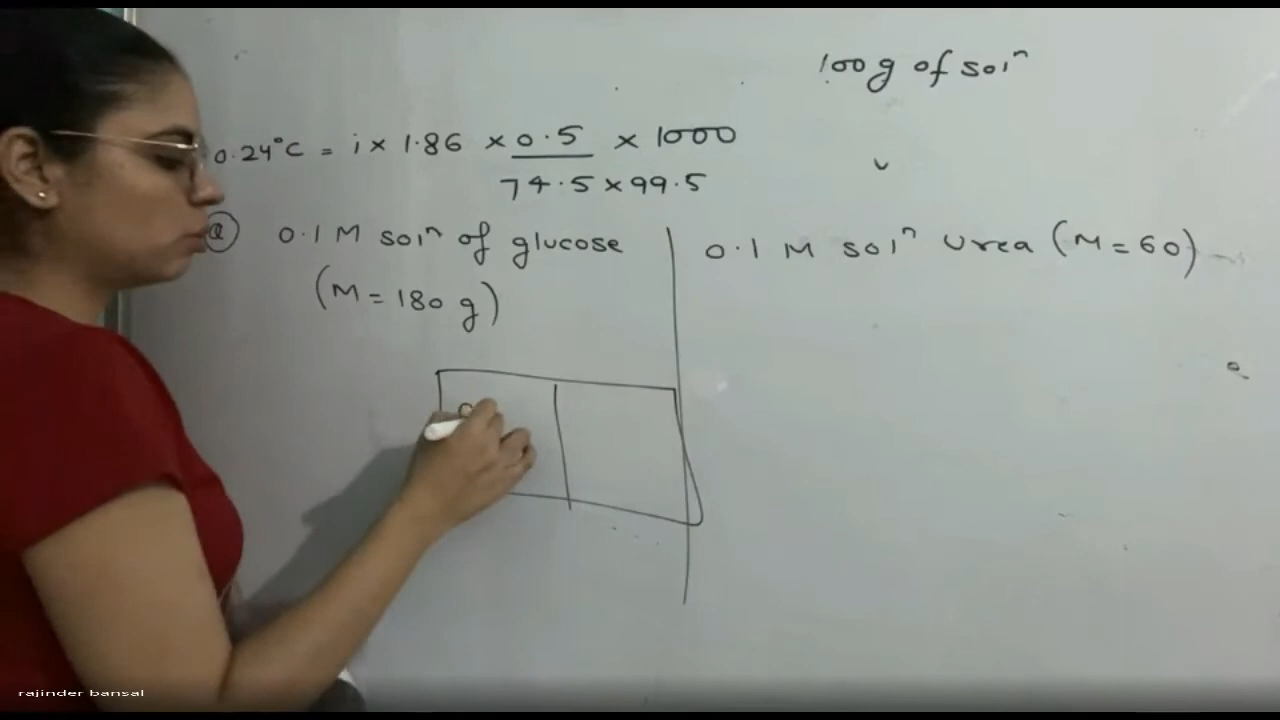 100 g of solⁿ
0.24°C = i × 1.86 × 0.5 × 1000
74.5 × 99.5
Q 0.1 M solⁿ of glucose
(M = 180 g)
0.1 M solⁿ urea (M = 60)
rajinder bansal